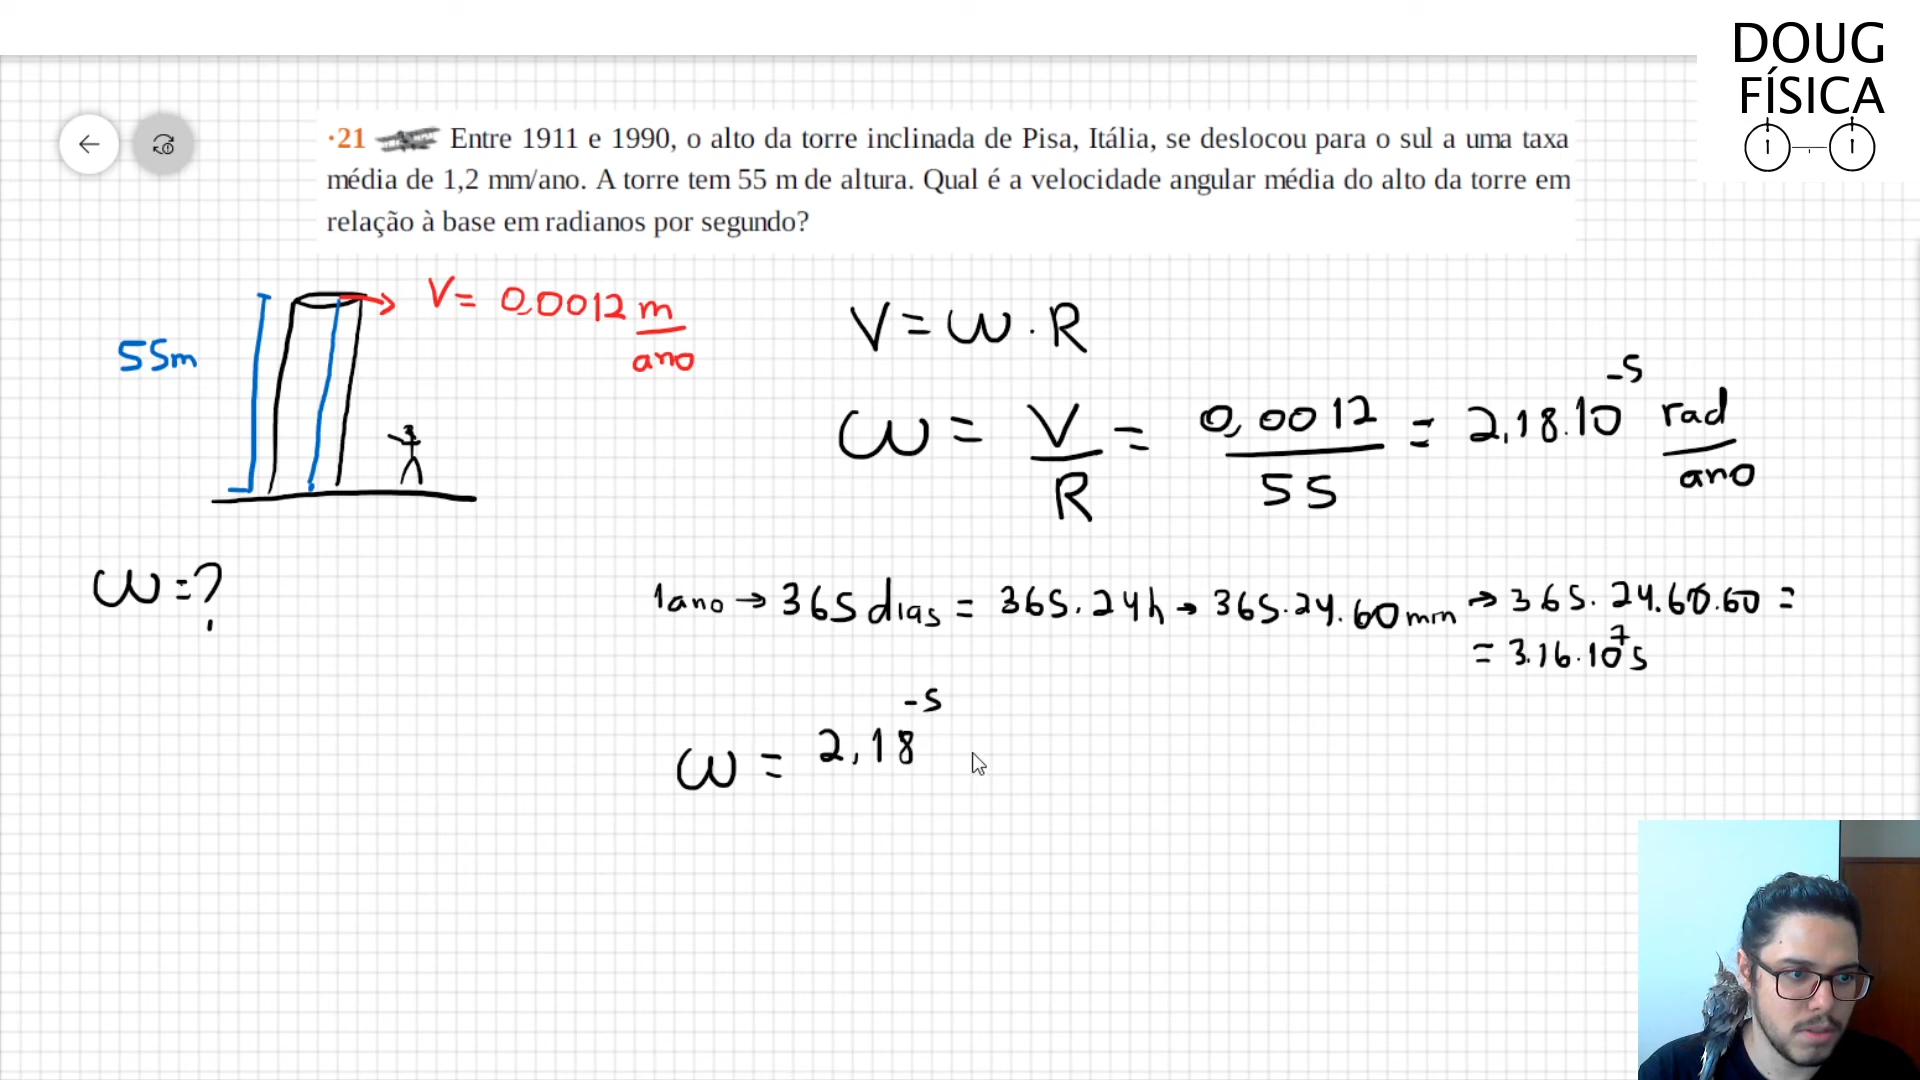 DOUG
FÍSICA
·21 Entre 1911 e 1990, o alto da torre inclinada de Pisa, Itália, se deslocou para o sul a uma taxa
média de 1,2 mm/ano. A torre tem 55 m de altura. Qual é a velocidade angular média do alto da torre em
relação à base em radianos por segundo?
V = 0,0012 m/ano
55m
V = ω . R
ω = V/R = 0,0012/55 = 2,18.10^-5 rad/ano
ω = ?
1ano → 365 dias = 365.24h → 365.24.60min → 365.24.60.60 =
= 3.16.10^7 s
ω = 2,18^-5